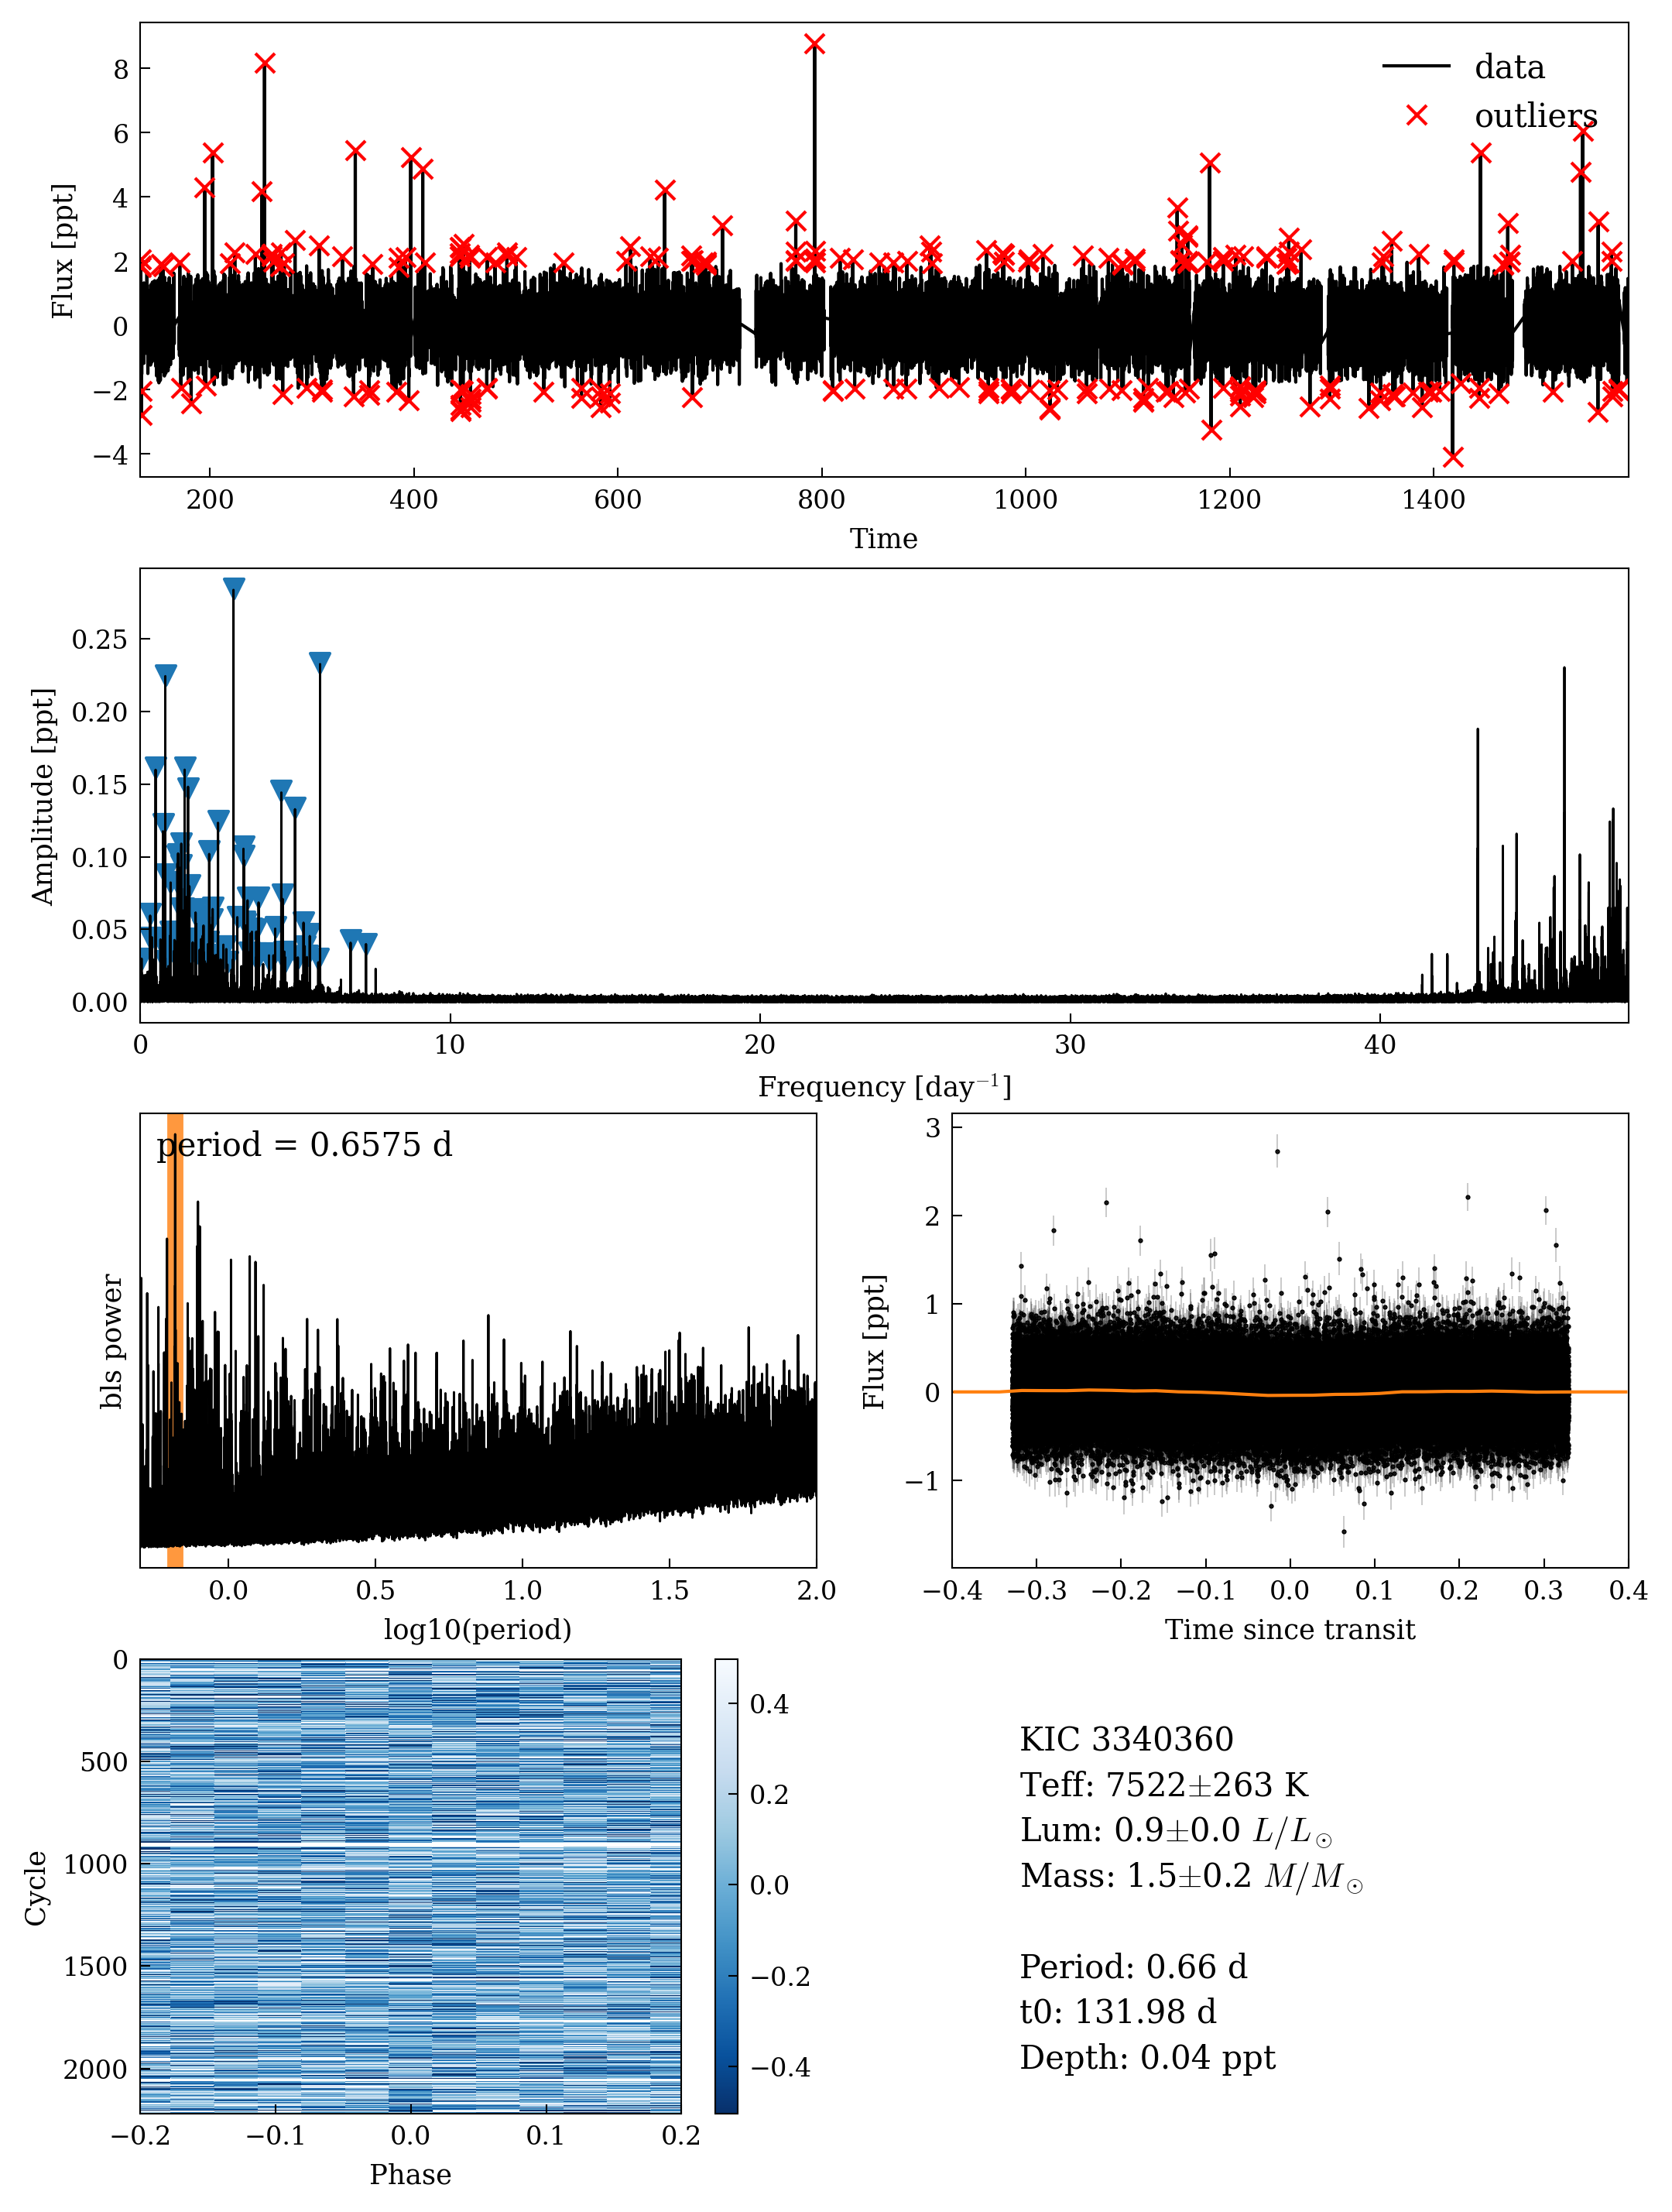 8
6
4
2
0
−2
−4
Flux [ppt]
data
outliers
200 400 600 800 1000 1200 1400
Time
0.25
0.20
0.15
0.10
0.05
0.00
Amplitude [ppt]
0 10 20 30 40
Frequency [day⁻¹]
period = 0.6575 d
bls power
0.0 0.5 1.0 1.5 2.0
log10(period)
3
2
1
0
−1
Flux [ppt]
−0.4 −0.3 −0.2 −0.1 0.0 0.1 0.2 0.3 0.4
Time since transit
0
500
1000
1500
2000
Cycle
−0.2 −0.1 0.0 0.1 0.2
Phase
0.4
0.2
0.0
−0.2
−0.4
KIC 3340360
Teff: 7522±263 K
Lum: 0.9±0.0 L/L⊙
Mass: 1.5±0.2 M/M⊙
Period: 0.66 d
t0: 131.98 d
Depth: 0.04 ppt